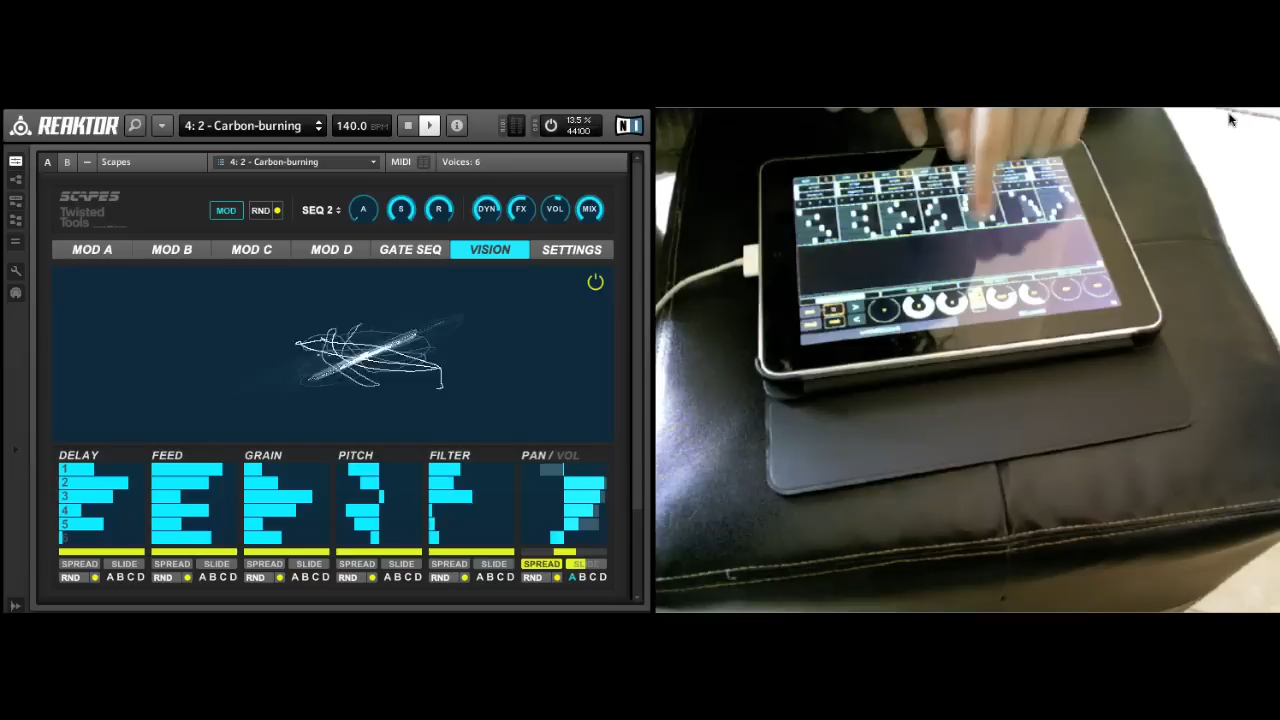 REAKTOR 4: 2 - Carbon-burning 140.0 BPM 13.5 % 44100 NI
A B Scapes 4: 2 - Carbon-burning MIDI Voices: 6
SCAPES
Twisted Tools
MOD RND SEQ 2 A S R DYN FX VOL MIX
MOD A MOD B MOD C MOD D GATE SEQ VISION SETTINGS
DELAY FEED GRAIN PITCH FILTER PAN / VOL
1
2
3
4
5
6
SPREAD SLIDE SPREAD SLIDE SPREAD SLIDE SPREAD SLIDE SPREAD SLIDE SPREAD SLIDE
RND A B C D RND A B C D RND A B C D RND A B C D RND A B C D RND A B C D